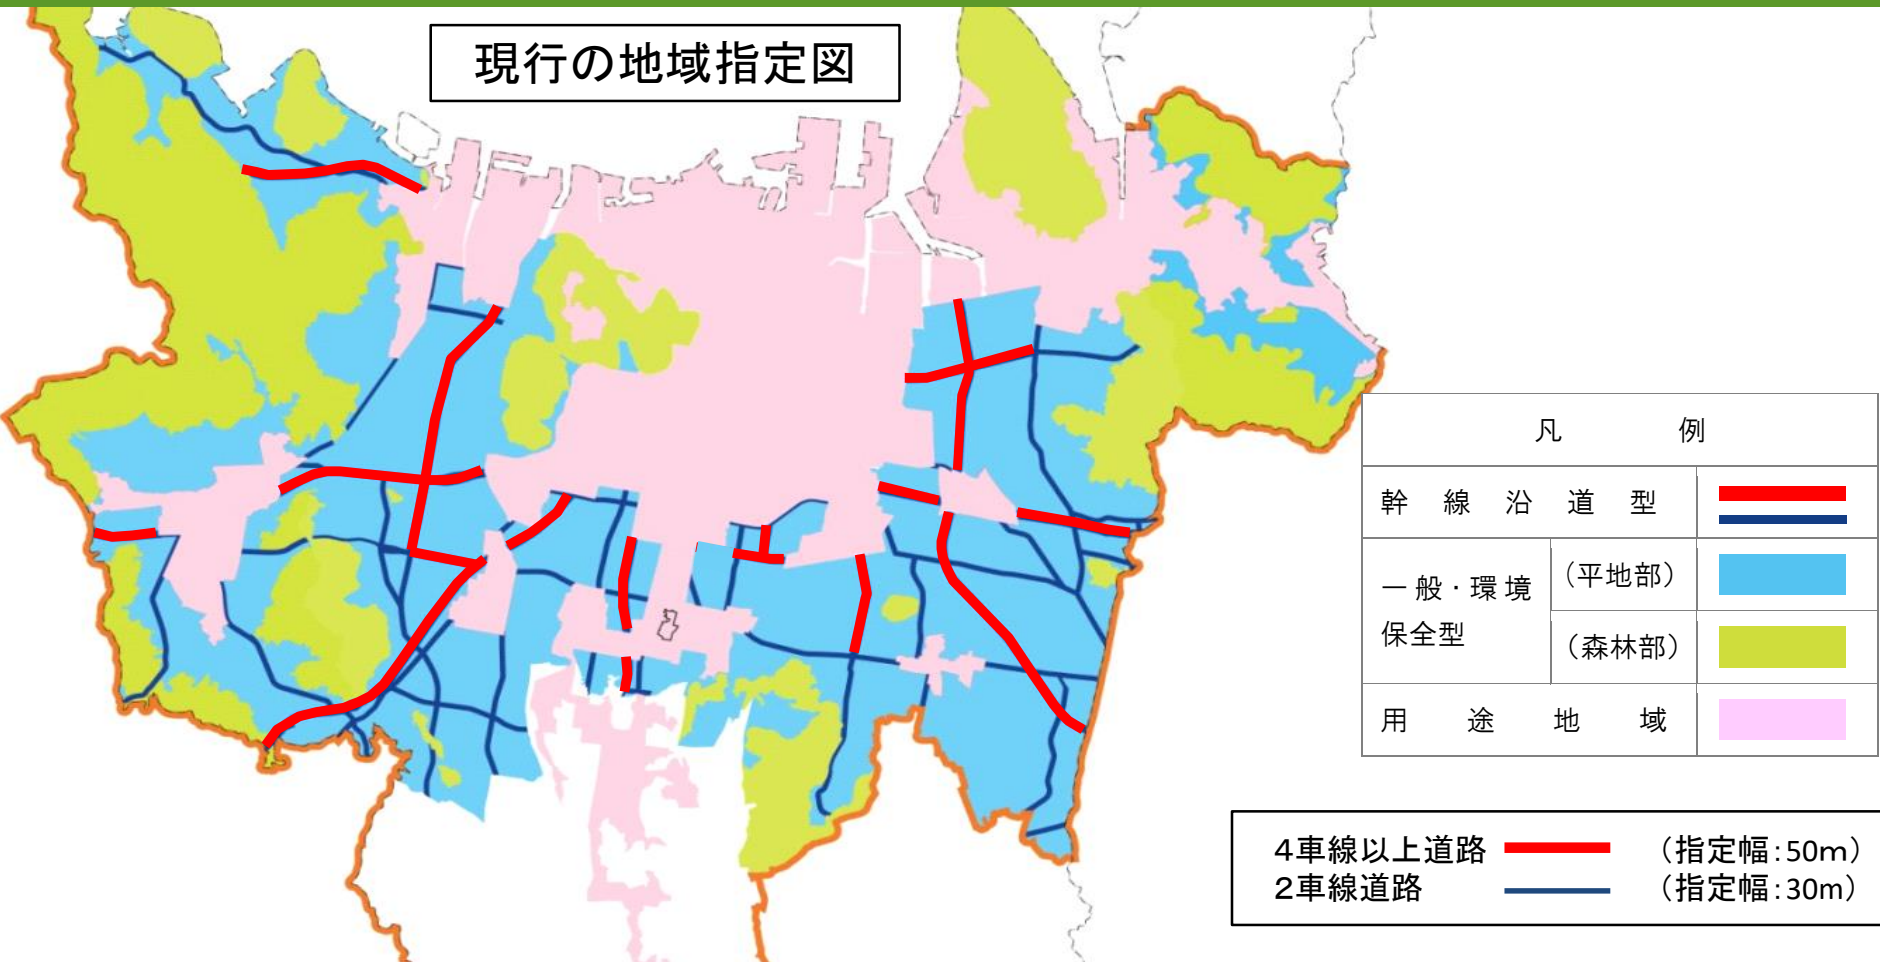 現行の地域指定図
凡例
幹線沿道型
一般・環境
保全型
（平地部）
（森林部）
用途地域
４車線以上道路　（指定幅：50ｍ）
２車線道路　（指定幅：30m）